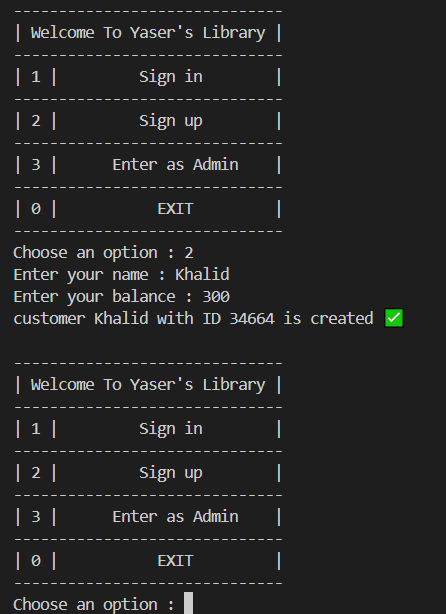 ------------------------------
| Welcome To Yaser's Library |
------------------------------
| 1 |         Sign in        |
------------------------------
| 2 |         Sign up        |
------------------------------
| 3 |      Enter as Admin    |
------------------------------
| 0 |           EXIT         |
------------------------------
Choose an option : 2
Enter your name : Khalid
Enter your balance : 300
customer Khalid with ID 34664 is created ✅
------------------------------
| Welcome To Yaser's Library |
------------------------------
| 1 |         Sign in        |
------------------------------
| 2 |         Sign up        |
------------------------------
| 3 |      Enter as Admin    |
------------------------------
| 0 |           EXIT         |
------------------------------
Choose an option :